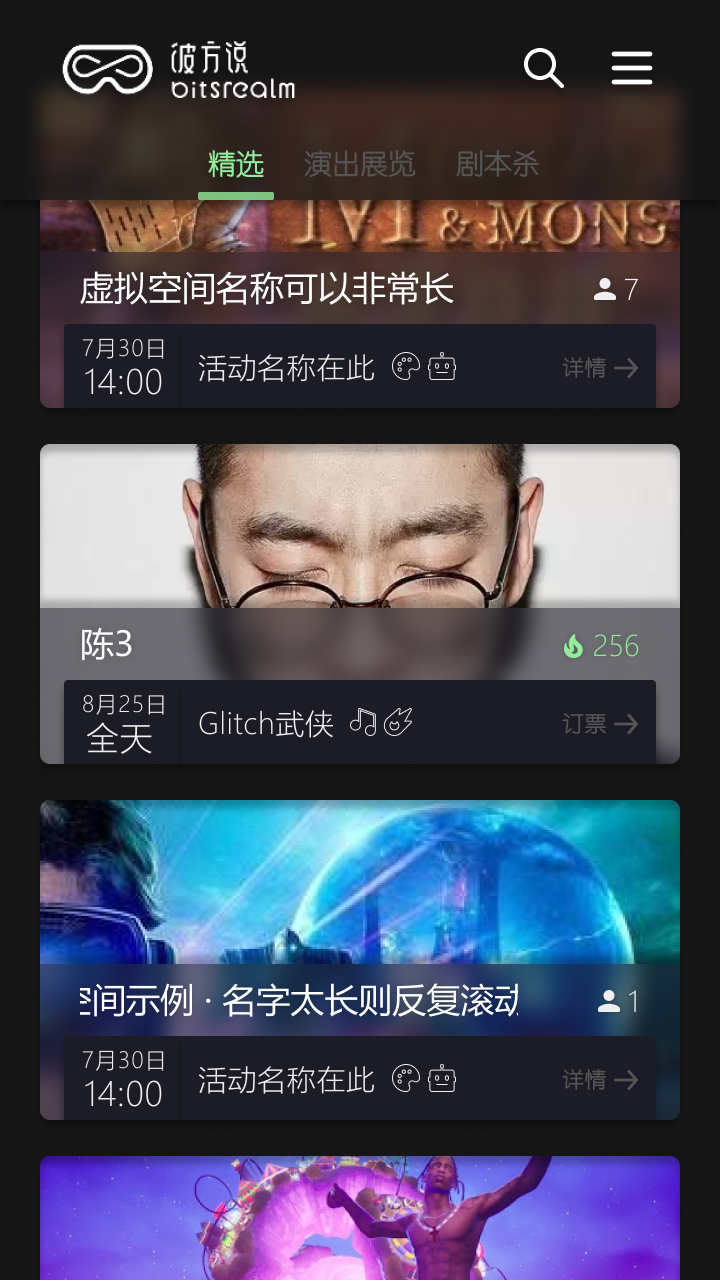 彼方说
bitsrealm
精选 演出展览 剧本杀
& MONS
虚拟空间名称可以非常长 7
7月30日
14:00
活动名称在此
详情
陈3 256
8月25日
全天
Glitch武侠
订票
间示例 · 名字太长则反复滚动 1
7月30日
14:00
活动名称在此
详情